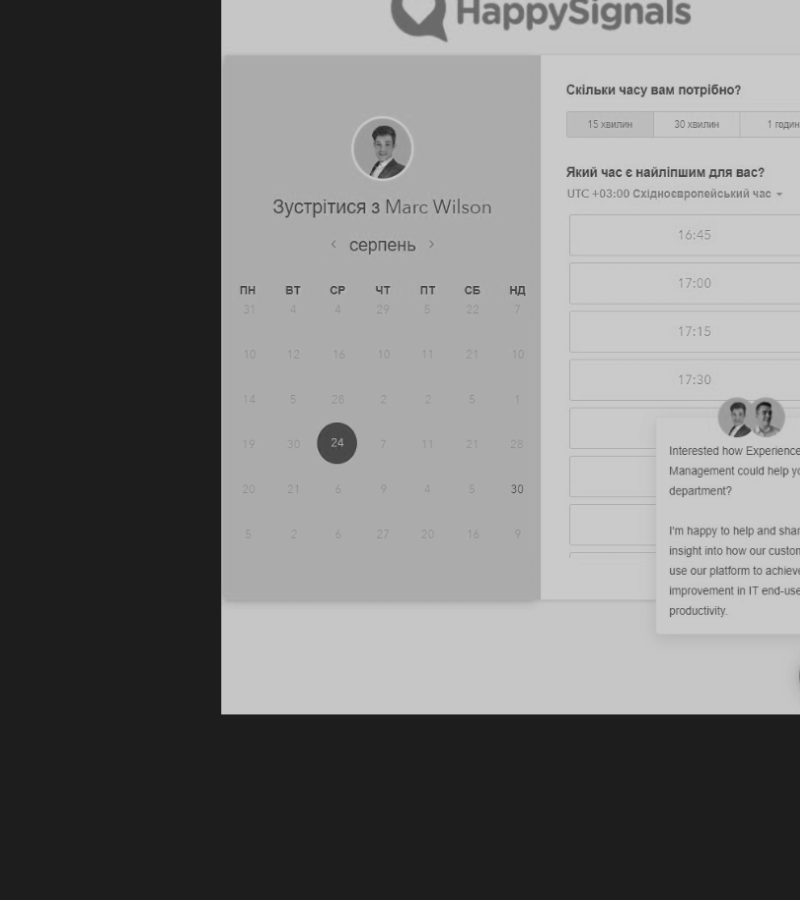 HappySignals
Зустрітися з Marc Wilson
серпень
ПН ВТ СР ЧТ ПТ СБ НД
31 4 4 29 5 22 7
10 12 16 10 11 21 10
14 5 28 2 2 5 1
19 30 24 7 11 21 28
20 21 6 9 4 5 30
5 2 6 27 20 16 9
Скільки часу вам потрібно?
15 хвилин 30 хвилин 1 годин
Який час є найліпшим для вас?
UTC +03:00 Східноєвропейський час
16:45
17:00
17:15
17:30
Interested how Experience
Management could help yo
department?
I'm happy to help and shar
insight into how our custom
use our platform to achieve
improvement in IT end-use
productivity.